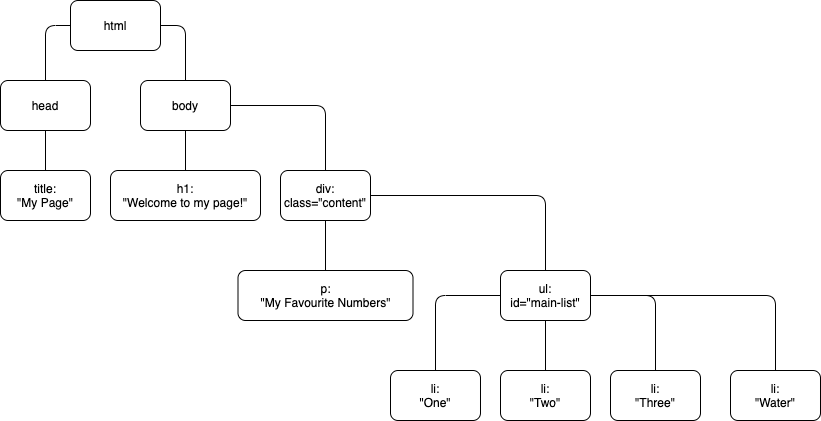 html
head
body
title:
"My Page"
h1:
"Welcome to my page!"
div:
class="content"
p:
"My Favourite Numbers"
ul:
id="main-list"
li:
"One"
li:
"Two"
li:
"Three"
li:
"Water"